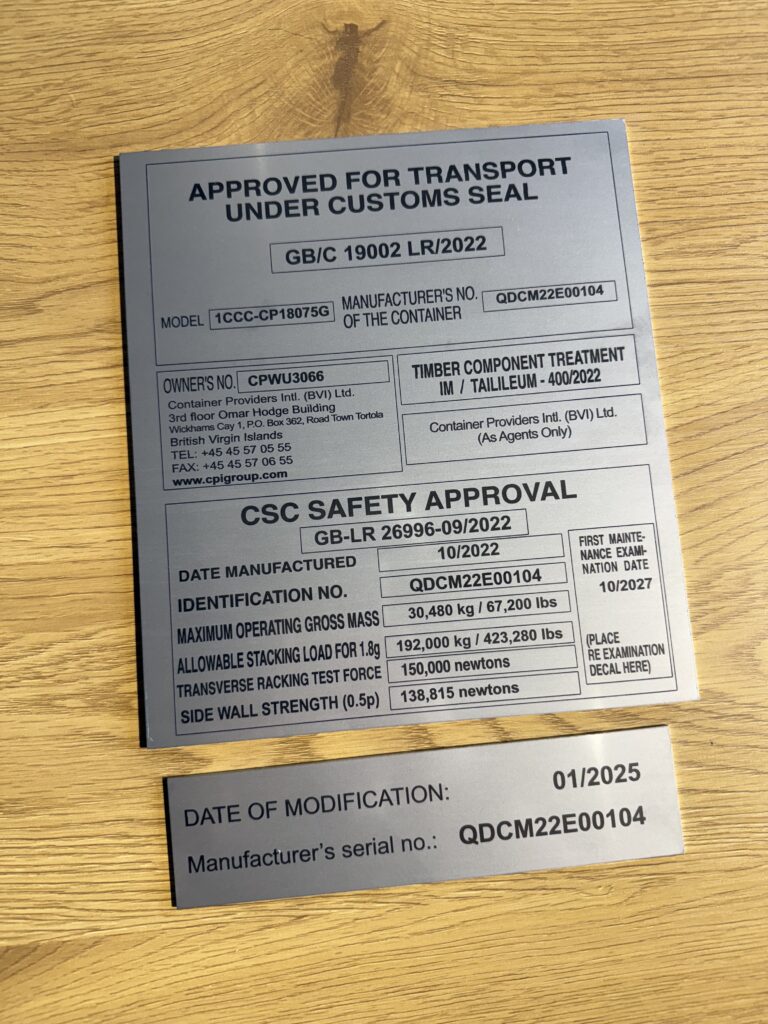 APPROVED FOR TRANSPORT
UNDER CUSTOMS SEAL
GB/C 19002 LR/2022
MODEL 1CCC-CP18075G
MANUFACTURER'S NO.
OF THE CONTAINER
QDCM22E00104
OWNER'S NO. CPWU3066
Container Providers Intl. (BVI) Ltd.
3rd floor Omar Hodge Building
Wickhams Cay 1, P.O. Box 362, Road Town Tortola
British Virgin Islands
TEL: +45 45 57 05 55
FAX: +45 45 57 06 55
www.cpigroup.com
TIMBER COMPONENT TREATMENT
IM / TAILILEUM - 400/2022
Container Providers Intl. (BVI) Ltd.
(As Agents Only)
CSC SAFETY APPROVAL
GB-LR 26996-09/2022
DATE MANUFACTURED 10/2022
IDENTIFICATION NO. QDCM22E00104
MAXIMUM OPERATING GROSS MASS 30,480 kg / 67,200 lbs
ALLOWABLE STACKING LOAD FOR 1.8g 192,000 kg / 423,280 lbs
TRANSVERSE RACKING TEST FORCE 150,000 newtons
SIDE WALL STRENGTH (0.5p) 138,815 newtons
FIRST MAINTE-
NANCE EXAMI-
NATION DATE
10/2027
(PLACE
RE EXAMINATION
DECAL HERE)
DATE OF MODIFICATION: 01/2025
Manufacturer's serial no.: QDCM22E00104